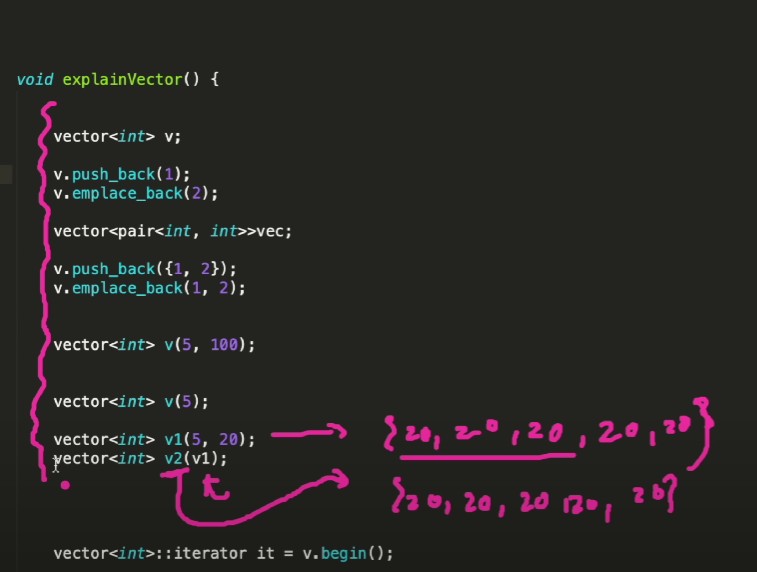 void explainVector() {
vector<int> v;
v.push_back(1);
v.emplace_back(2);
vector<pair<int, int>>vec;
v.push_back({1, 2});
v.emplace_back(1, 2);
vector<int> v(5, 100);
vector<int> v(5);
vector<int> v1(5, 20); {20, 20, 20, 20, 20}
vector<int> v2(v1);
{20, 20, 20 20, 20}
vector<int>::iterator it = v.begin();